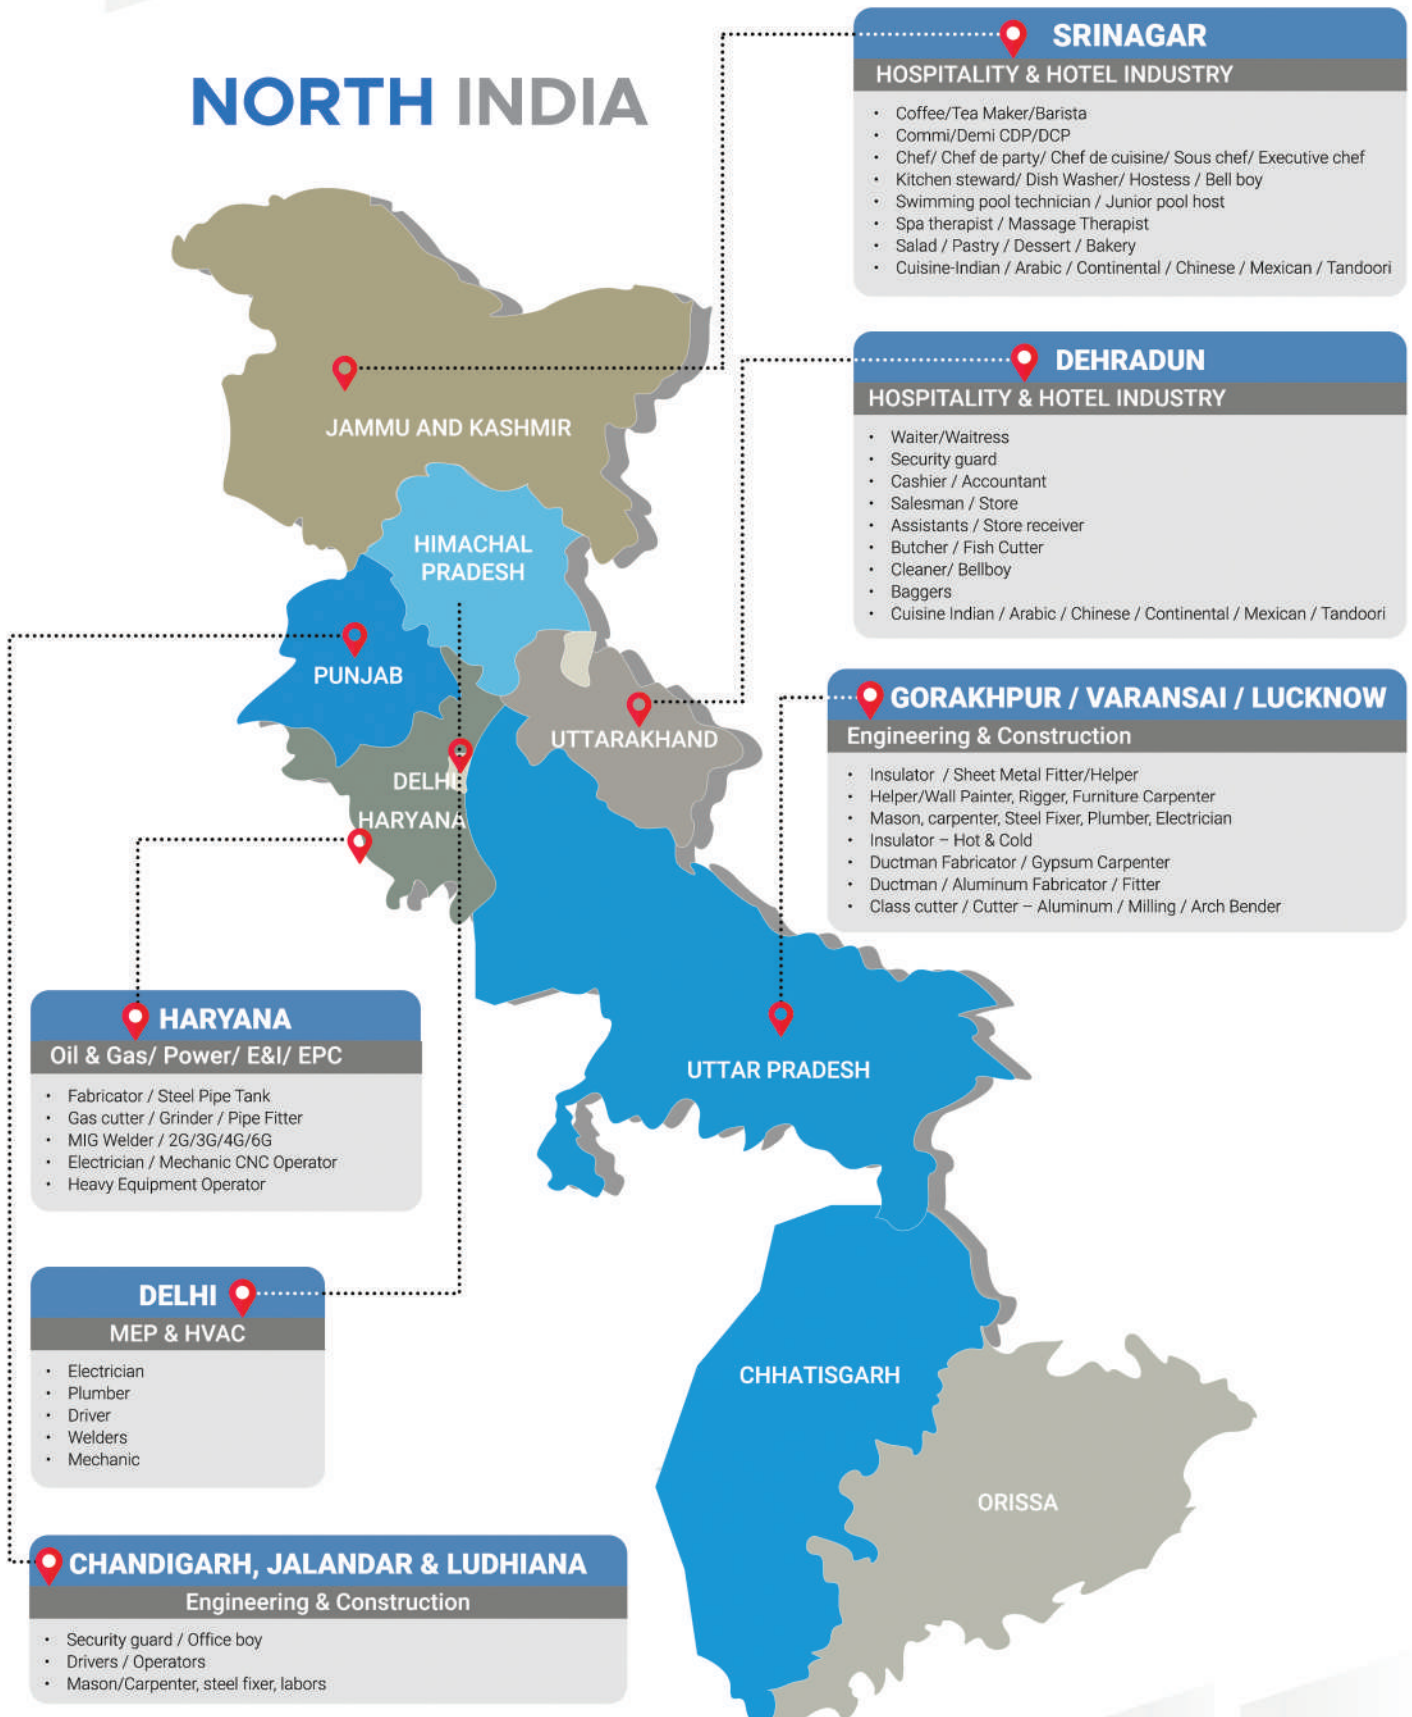 NORTH INDIA
SRINAGAR
HOSPITALITY & HOTEL INDUSTRY
• Coffee/Tea Maker/Barista
• Commi/Demi CDP/DCP
• Chef/ Chef de party/ Chef de cuisine/ Sous chef/ Executive chef
• Kitchen steward/ Dish Washer/ Hostess / Bell boy
• Swimming pool technician / Junior pool host
• Spa therapist / Massage Therapist
• Salad / Pastry / Dessert / Bakery
• Cuisine-Indian / Arabic / Continental / Chinese / Mexican / Tandoori
DEHRADUN
HOSPITALITY & HOTEL INDUSTRY
• Waiter/Waitress
• Security guard
• Cashier / Accountant
• Salesman / Store
• Assistants / Store receiver
• Butcher / Fish Cutter
• Cleaner/ Bellboy
• Baggers
• Cuisine Indian / Arabic / Chinese / Continental / Mexican / Tandoori
GORAKHPUR / VARANSAI / LUCKNOW
Engineering & Construction
• Insulator / Sheet Metal Fitter/Helper
• Helper/Wall Painter, Rigger, Furniture Carpenter
• Mason, carpenter, Steel Fixer, Plumber, Electrician
• Insulator – Hot & Cold
• Ductman Fabricator / Gypsum Carpenter
• Ductman / Aluminum Fabricator / Fitter
• Class cutter / Cutter – Aluminum / Milling / Arch Bender
JAMMU AND KASHMIR
HIMACHAL
PRADESH
PUNJAB
UTTARAKHAND
DELHI
HARYANA
UTTAR PRADESH
CHHATISGARH
ORISSA
HARYANA
Oil & Gas/ Power/ E&I/ EPC
• Fabricator / Steel Pipe Tank
• Gas cutter / Grinder / Pipe Fitter
• MIG Welder / 2G/3G/4G/6G
• Electrician / Mechanic CNC Operator
• Heavy Equipment Operator
DELHI
MEP & HVAC
• Electrician
• Plumber
• Driver
• Welders
• Mechanic
CHANDIGARH, JALANDAR & LUDHIANA
Engineering & Construction
• Security guard / Office boy
• Drivers / Operators
• Mason/Carpenter, steel fixer, labors